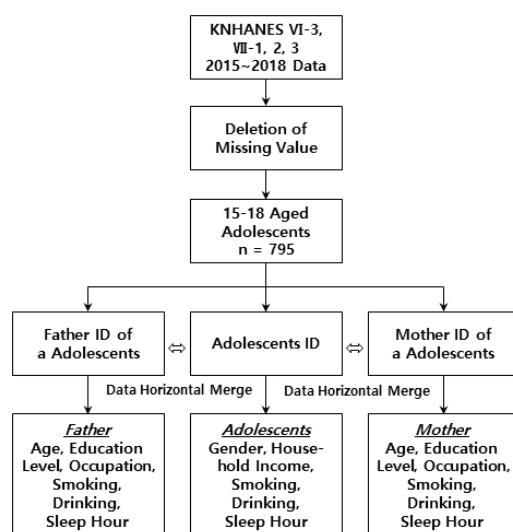 KNHANES VI-3,
Ⅶ-1, 2, 3
2015~2018 Data
Deletion of
Missing Value
15-18 Aged
Adolescents
n = 795
Father ID of
a Adolescents
⇔
Adolescents ID
⇔
Mother ID of
a Adolescents
Data Horizontal Merge
Data Horizontal Merge
Father
Age, Education
Level, Occupation,
Smoking,
Drinking,
Sleep Hour
Adolescents
Gender, House-
hold Income,
Smoking,
Drinking,
Sleep Hour
Mother
Age, Education
Level, Occupation,
Smoking,
Drinking,
Sleep Hour